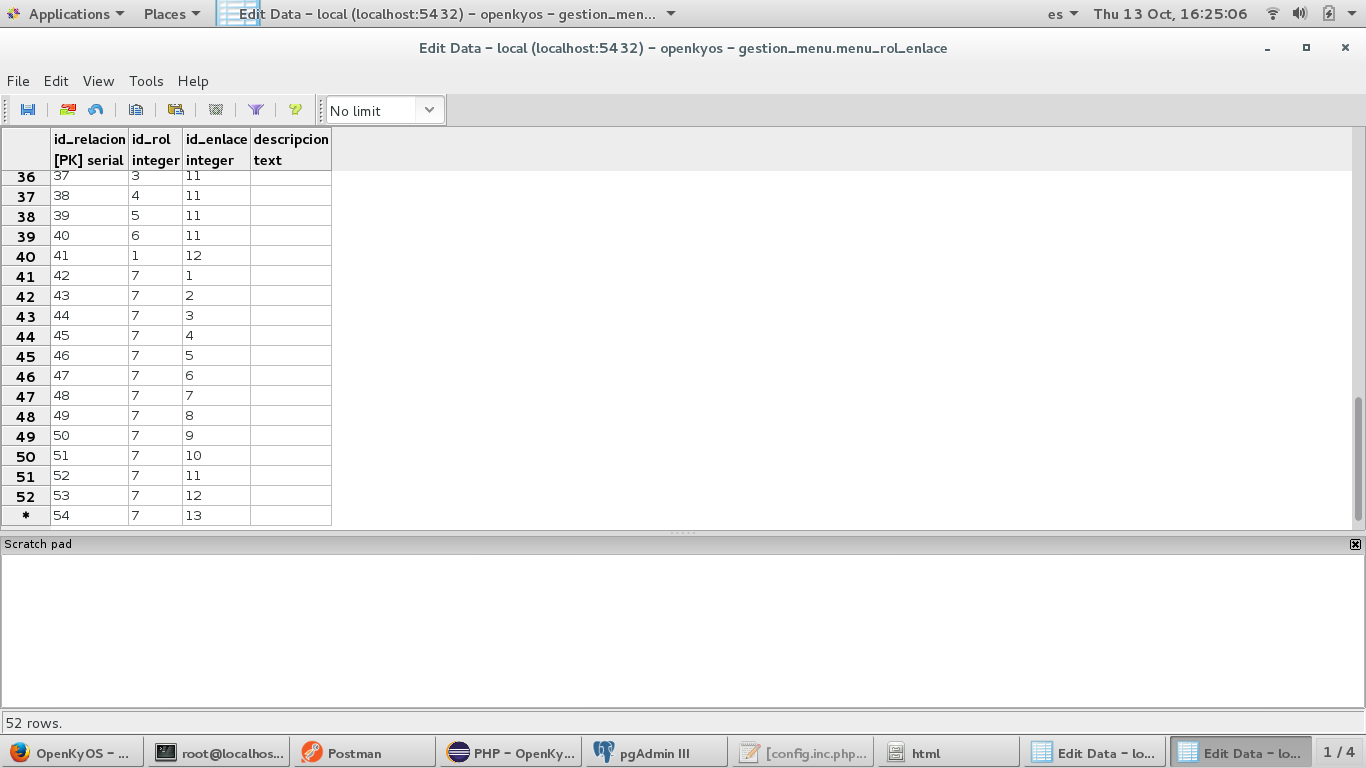 Applications Places Edit Data – local (localhost:5432) – openkyos – gestion_men... es Thu 13 Oct, 16:25:06
Edit Data – local (localhost:5432) – openkyos – gestion_menu.menu_rol_enlace
File Edit View Tools Help
No limit
id_relacion id_rol id_enlace descripcion
[PK] serial integer integer text
36 37 3 11
37 38 4 11
38 39 5 11
39 40 6 11
40 41 1 12
41 42 7 1
42 43 7 2
43 44 7 3
44 45 7 4
45 46 7 5
46 47 7 6
47 48 7 7
48 49 7 8
49 50 7 9
50 51 7 10
51 52 7 11
52 53 7 12
* 54 7 13
Scratch pad
52 rows.
OpenKyOS – ... root@localhos... Postman PHP – OpenKy... pgAdmin III [config.inc.php... html Edit Data – lo... Edit Data – lo... 1 / 4